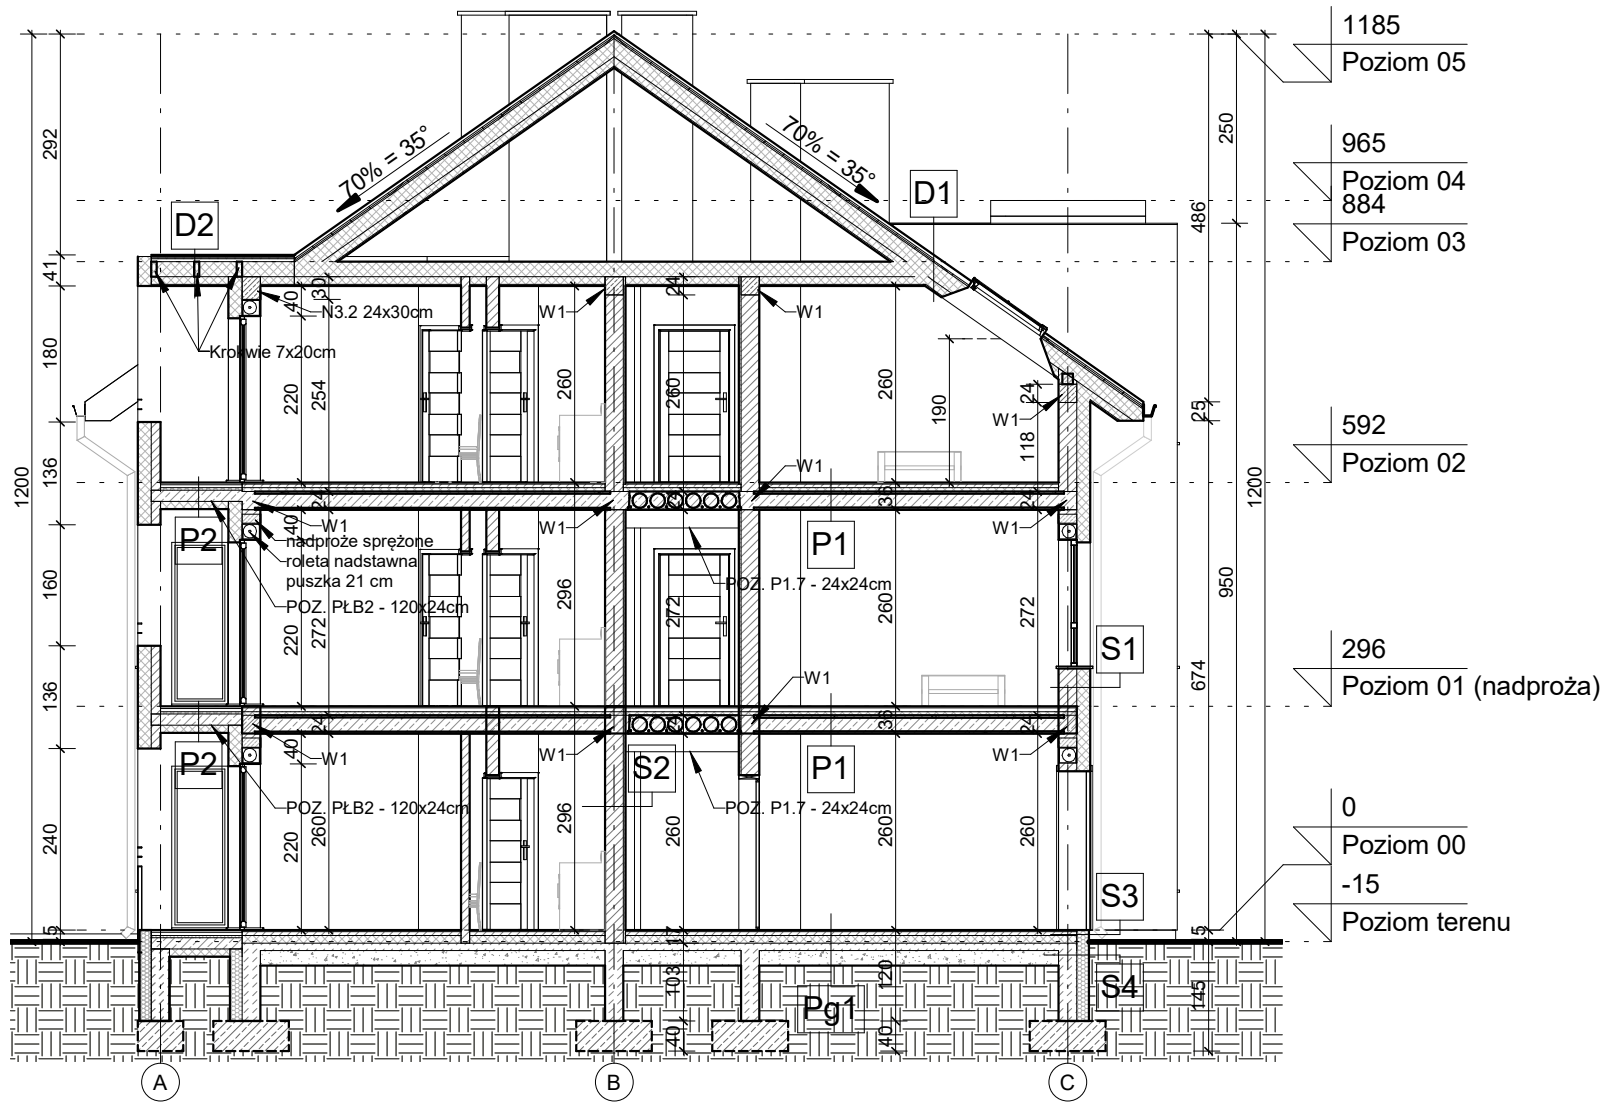 1185
Poziom 05
965
Poziom 04
884
Poziom 03
592
Poziom 02
296
Poziom 01 (nadproża)
0
Poziom 00
-15
Poziom terenu
70% = 35°
70% = 35°
D2
D1
N3.2 24x30cm
Krokwie 7x20cm
W1
W1
W1
W1
W1
W1
W1
nadproże sprężone
roleta nadstawna
puszka 21 cm
P2
P1
POZ. PŁB2 - 120x24cm
POZ. P1.7 - 24x24cm
S1
W1
W1
W1
W1
P2
S2
P1
POZ. PŁB2 - 120x24cm
POZ. P1.7 - 24x24cm
S3
S4
Pg1
1200
292
41
180
136
160
136
240
5
40
30
220
254
260
24
260
260
190
24
118
24
24
36
24
40
220
272
296
272
260
272
24
24
36
24
40
220
260
296
260
260
260
17
103
40
120
40
486
25
674
5
145
250
950
1200
A
B
C